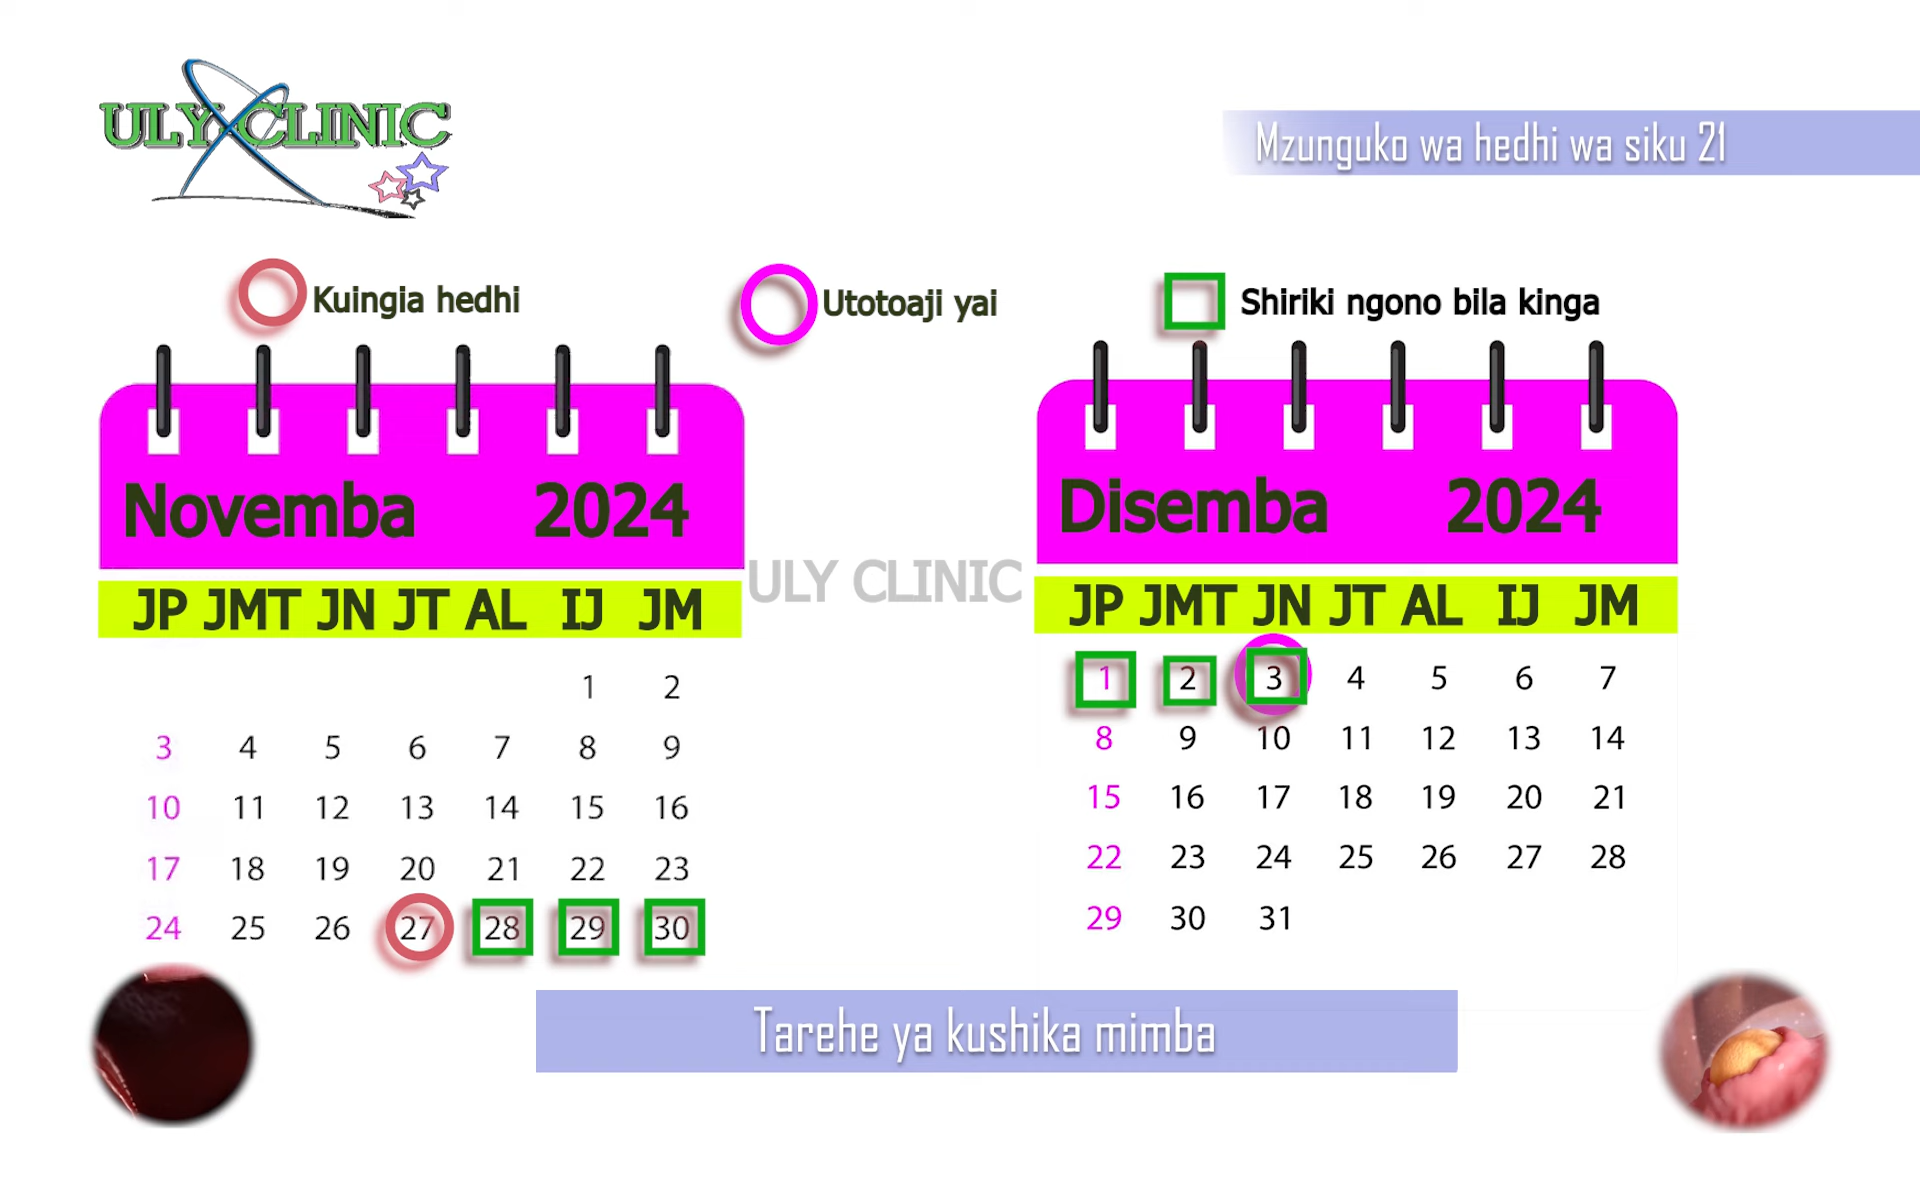 ULY CLINIC
Mzunguko wa hedhi wa siku 21
Kuingia hedhi
Utotoaji yai
Shiriki ngono bila kinga
Novemba 2024
JP JMT JN JT AL IJ JM
1 2
3 4 5 6 7 8 9
10 11 12 13 14 15 16
17 18 19 20 21 22 23
24 25 26 27 28 29 30
ULY CLINIC
Disemba 2024
JP JMT JN JT AL IJ JM
1 2 3 4 5 6 7
8 9 10 11 12 13 14
15 16 17 18 19 20 21
22 23 24 25 26 27 28
29 30 31
Tarehe ya kushika mimba